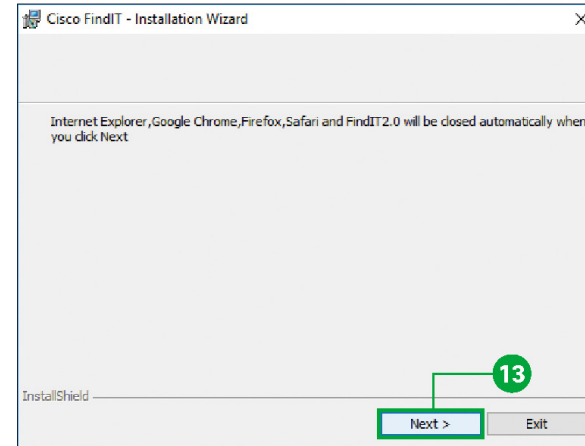 Cisco FindIT - Installation Wizard
Internet Explorer,Google Chrome,Firefox,Safari and FindIT2.0 will be closed automatically when
you click Next
13
InstallShield
Next >
Exit